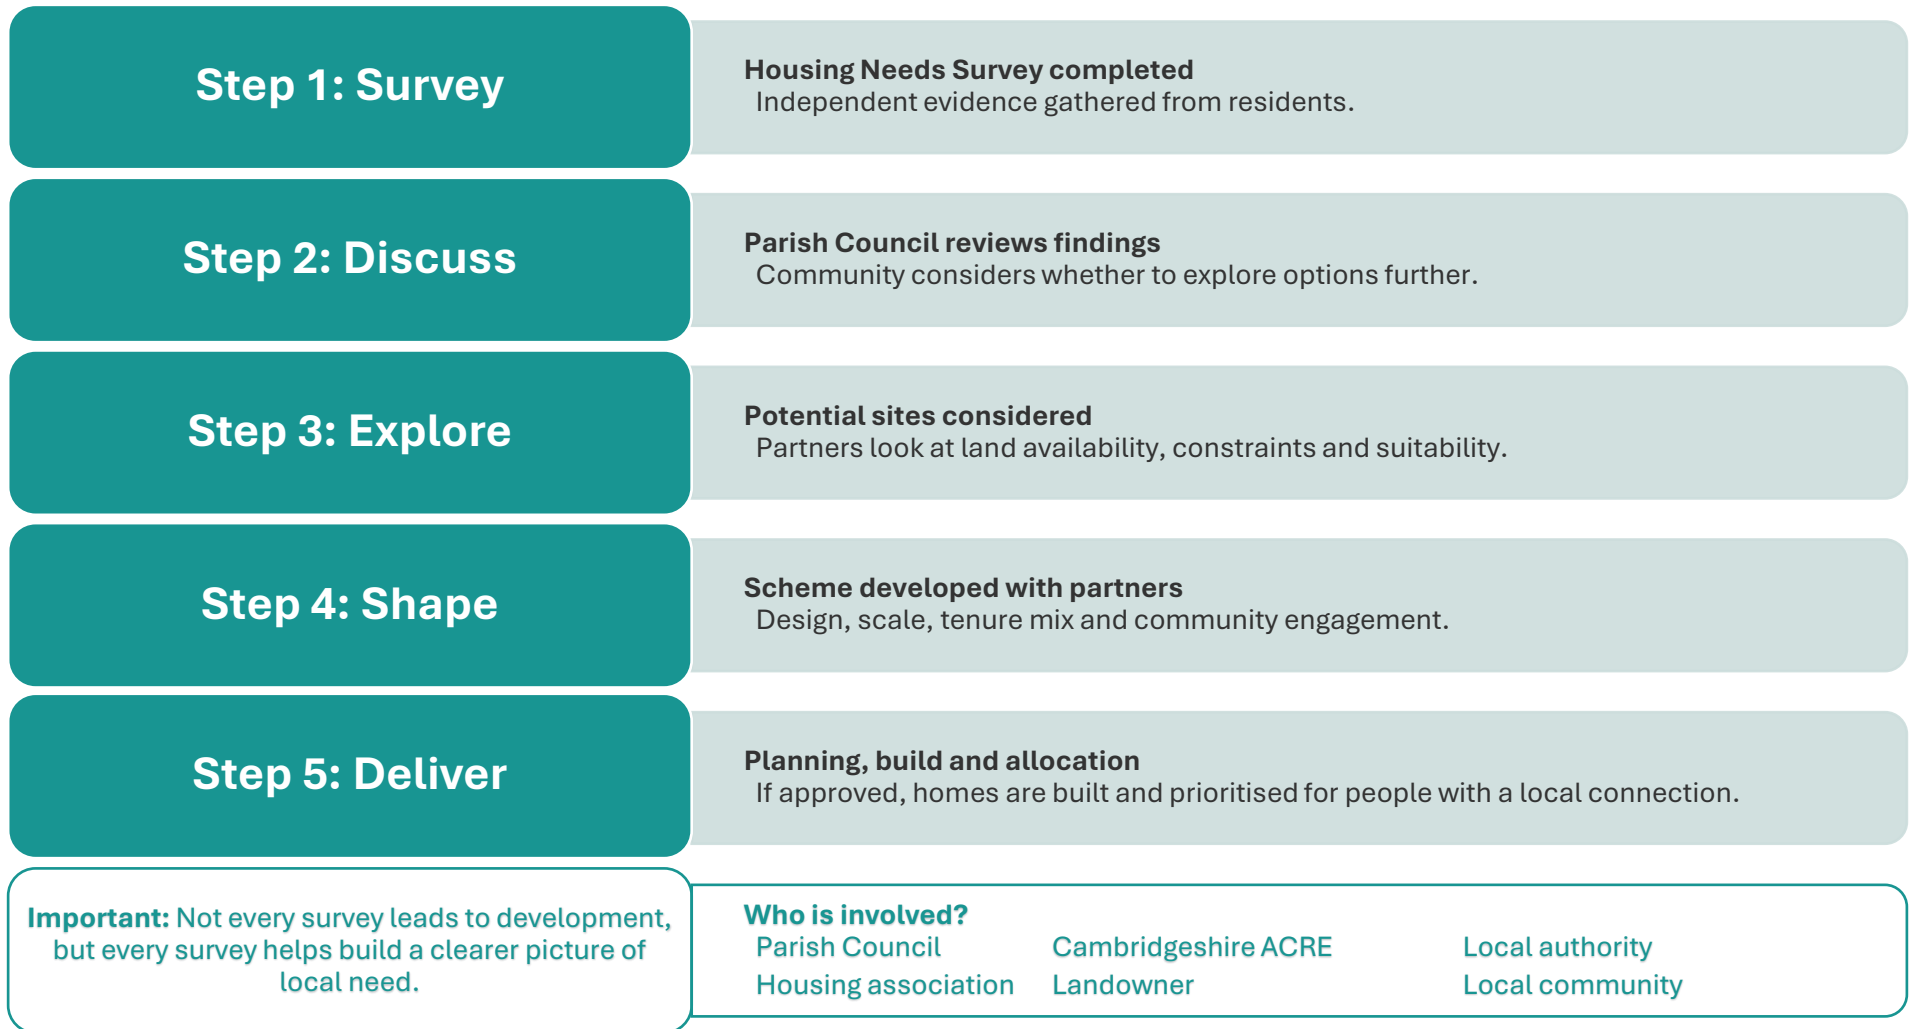 Step 1: Survey
Housing Needs Survey completed
Independent evidence gathered from residents.
Step 2: Discuss
Parish Council reviews findings
Community considers whether to explore options further.
Step 3: Explore
Potential sites considered
Partners look at land availability, constraints and suitability.
Step 4: Shape
Scheme developed with partners
Design, scale, tenure mix and community engagement.
Step 5: Deliver
Planning, build and allocation
If approved, homes are built and prioritised for people with a local connection.
Important: Not every survey leads to development,
but every survey helps build a clearer picture of
local need.
Who is involved?
Parish Council Cambridgeshire ACRE Local authority
Housing association Landowner Local community